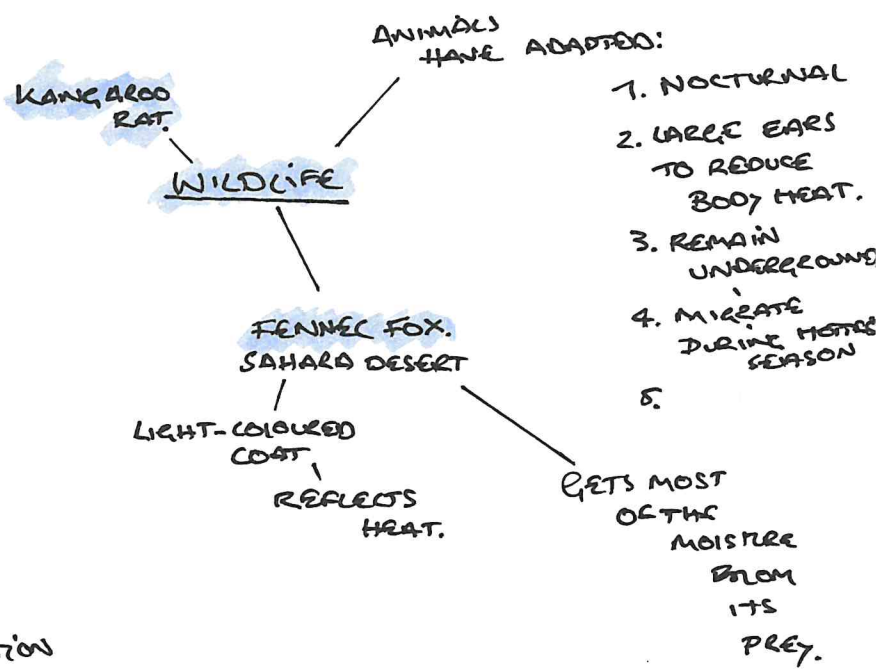 ANIMALS
HAVE ADAPTED:
KANGAROO
RAT.
WILDLIFE
1. NOCTURNAL
2. LARGE EARS
TO REDUCE
BODY HEAT.
3. REMAIN
UNDERGROUND
4. MIGRATE
DURING HOTTES
SEASON
5.
FENNEC FOX.
SAHARA DESERT
LIGHT-COLOURED
COAT
REFLECTS
HEAT.
GETS MOST
OF THE
MOISTURE
FROM
ITS
PREY.